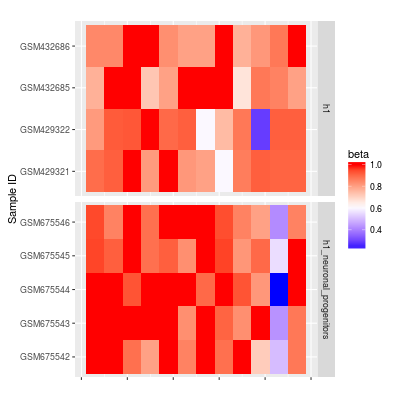 GSM432686
GSM432685
GSM429322
GSM429321
h1
GSM675546
GSM675545
GSM675544
GSM675543
GSM675542
h1_neuronal_progenitors
Sample ID
beta
1.0
0.8
0.6
0.4